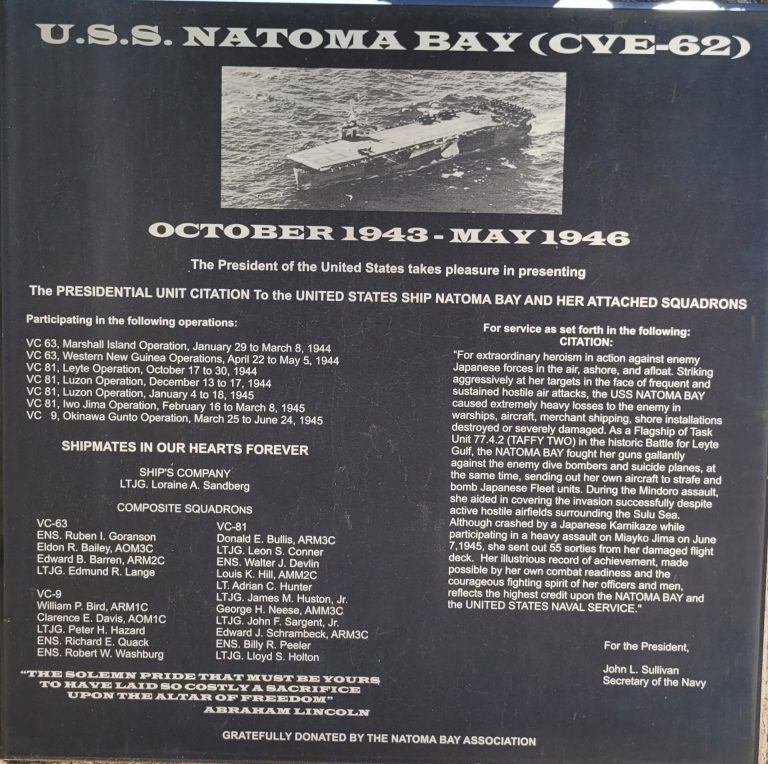 U.S.S. NATOMA BAY (CVE-62)
OCTOBER 1943 - MAY 1946
The President of the United States takes pleasure in presenting
The PRESIDENTIAL UNIT CITATION To the UNITED STATES SHIP NATOMA BAY AND HER ATTACHED SQUADRONS
Participating in the following operations:
VC 63, Marshall Island Operation, January 29 to March 8, 1944
VC 63, Western New Guinea Operations, April 22 to May 5, 1944
VC 81, Leyte Operation, October 17 to 30, 1944
VC 81, Luzon Operation, December 13 to 17, 1944
VC 81, Luzon Operation, January 4 to 18, 1945
VC 81, Iwo Jima Operation, February 16 to March 8, 1945
VC 9, Okinawa Gunto Operation, March 25 to June 24, 1945
SHIPMATES IN OUR HEARTS FOREVER
SHIP'S COMPANY
LTJG. Loraine A. Sandberg
COMPOSITE SQUADRONS
VC-63
ENS. Ruben I. Goranson
Eldon R. Bailey, AOM3C
Edward B. Barren, ARM2C
LTJG. Edmund R. Lange
VC-9
William P. Bird, ARM1C
Clarence E. Davis, AOM1C
LTJG. Peter H. Hazard
ENS. Richard E. Quack
ENS. Robert W. Washburg
VC-81
Donald E. Bullis, ARM3C
LTJG. Leon S. Conner
ENS. Walter J. Devlin
Louis K. Hill, AMM2C
LT. Adrian C. Hunter
LTJG. James M. Huston, Jr.
George H. Neese, AMM3C
LTJG. John F. Sargent, Jr.
Edward J. Schrambeck, ARM3C
ENS. Billy R. Peeler
LTJG. Lloyd S. Holton
"THE SOLEMN PRIDE THAT MUST BE YOURS
TO HAVE LAID SO COSTLY A SACRIFICE
UPON THE ALTAR OF FREEDOM"
ABRAHAM LINCOLN
For service as set forth in the following:
CITATION:
"For extraordinary heroism in action against enemy
Japanese forces in the air, ashore, and afloat. Striking
aggressively at her targets in the face of frequent and
sustained hostile air attacks, the USS NATOMA BAY
caused extremely heavy losses to the enemy in
warships, aircraft, merchant shipping, shore installations
destroyed or severely damaged. As a Flagship of Task
Unit 77.4.2 (TAFFY TWO) in the historic Battle for Leyte
Gulf, the NATOMA BAY fought her guns gallantly
against the enemy dive bombers and suicide planes, at
the same time, sending out her own aircraft to strafe and
bomb Japanese Fleet units. During the Mindoro assault,
she aided in covering the invasion successfully despite
active hostile airfields surrounding the Sulu Sea.
Although crashed by a Japanese Kamikaze while
participating in a heavy assault on Miayko Jima on June
7,1945, she sent out 55 sorties from her damaged flight
deck. Her illustrious record of achievement, made
possible by her own combat readiness and the
courageous fighting spirit of her officers and men,
reflects the highest credit upon the NATOMA BAY and
the UNITED STATES NAVAL SERVICE."
For the President,
John L. Sullivan
Secretary of the Navy
GRATEFULLY DONATED BY THE NATOMA BAY ASSOCIATION